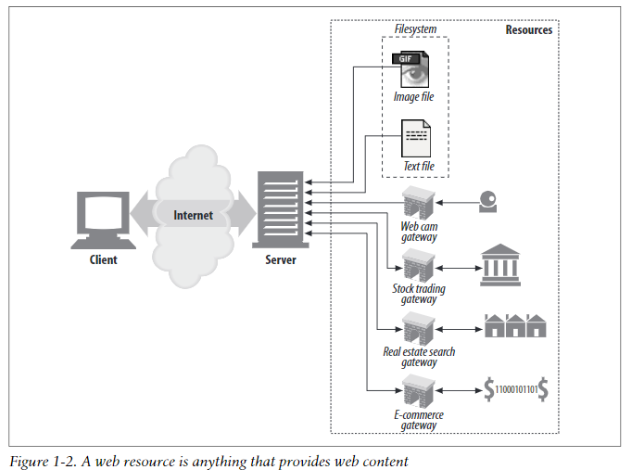 Filesystem
Resources
GIF
Image file
Text file
Internet
Client
Server
Web cam
gateway
Stock trading
gateway
Real estate search
gateway
$11000101101$
E-commerce
gateway
Figure 1-2. A web resource is anything that provides web content